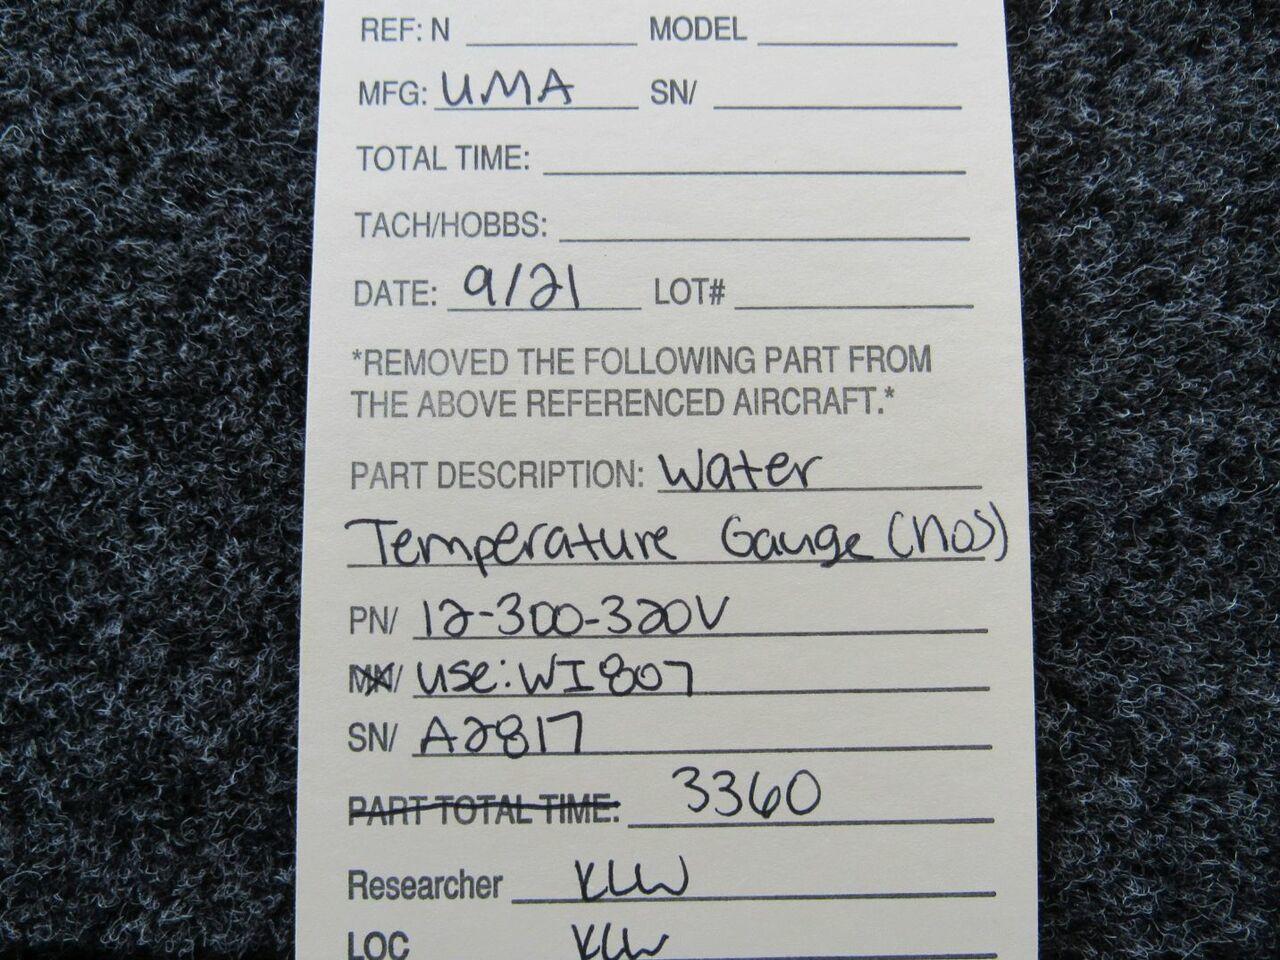 REF: N MODEL
MFG: UMA SN/
TOTAL TIME:
TACH/HOBBS:
DATE: 9/21 LOT#
*REMOVED THE FOLLOWING PART FROM
THE ABOVE REFERENCED AIRCRAFT.*
PART DESCRIPTION: Water
Temperature Gauge (NOS)
PN/ 12-300-320V
/ use: WI807
SN/ A2817
PART TOTAL TIME: 3360
Researcher KLW
LOC KLW